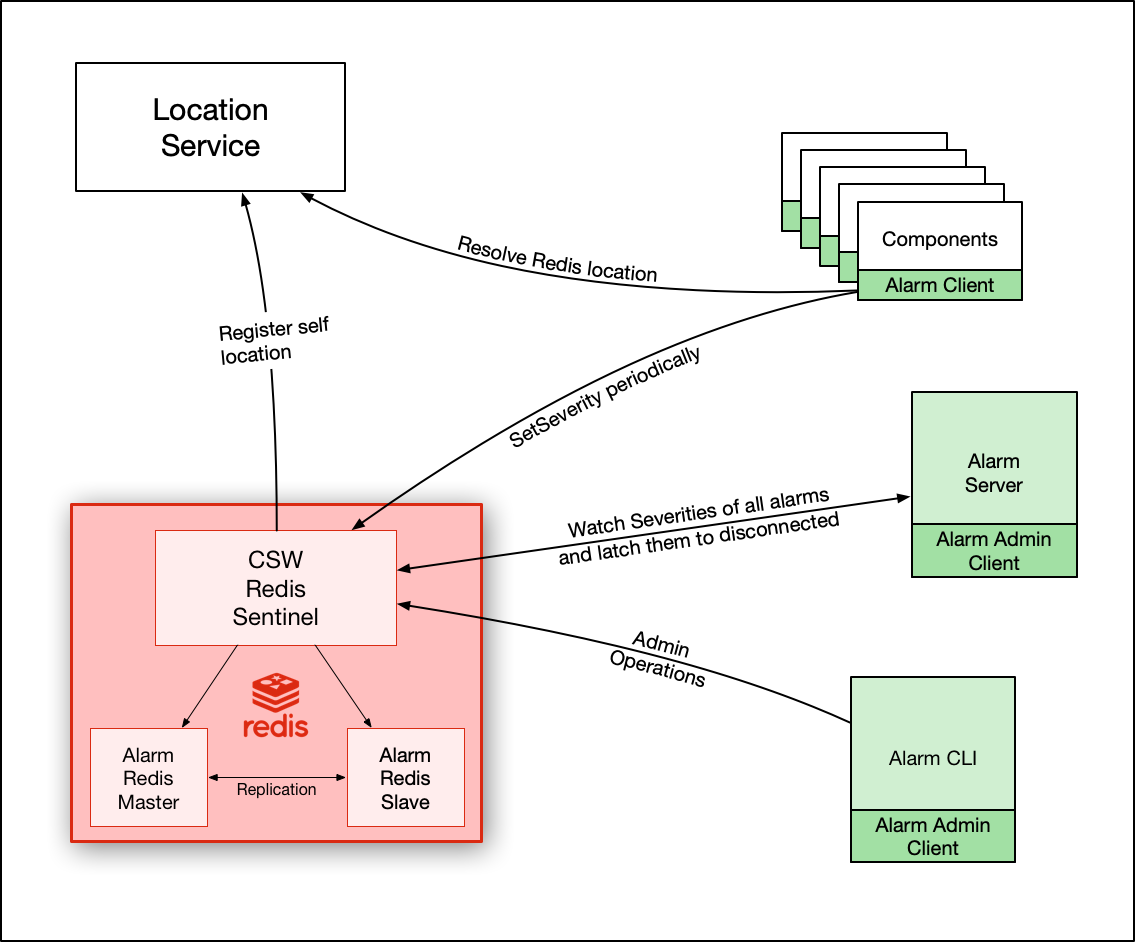 Location
Service
Components
Alarm Client
Resolve Redis location
Register self
location
SetSeverity periodically
Alarm
Server
Alarm Admin
Client
Watch Severities of all alarms
and latch them to disconnected
CSW
Redis
Sentinel
Admin
Operations
redis
Alarm
Redis
Master
Replication
Alarm
Redis
Slave
Alarm CLI
Alarm Admin
Client